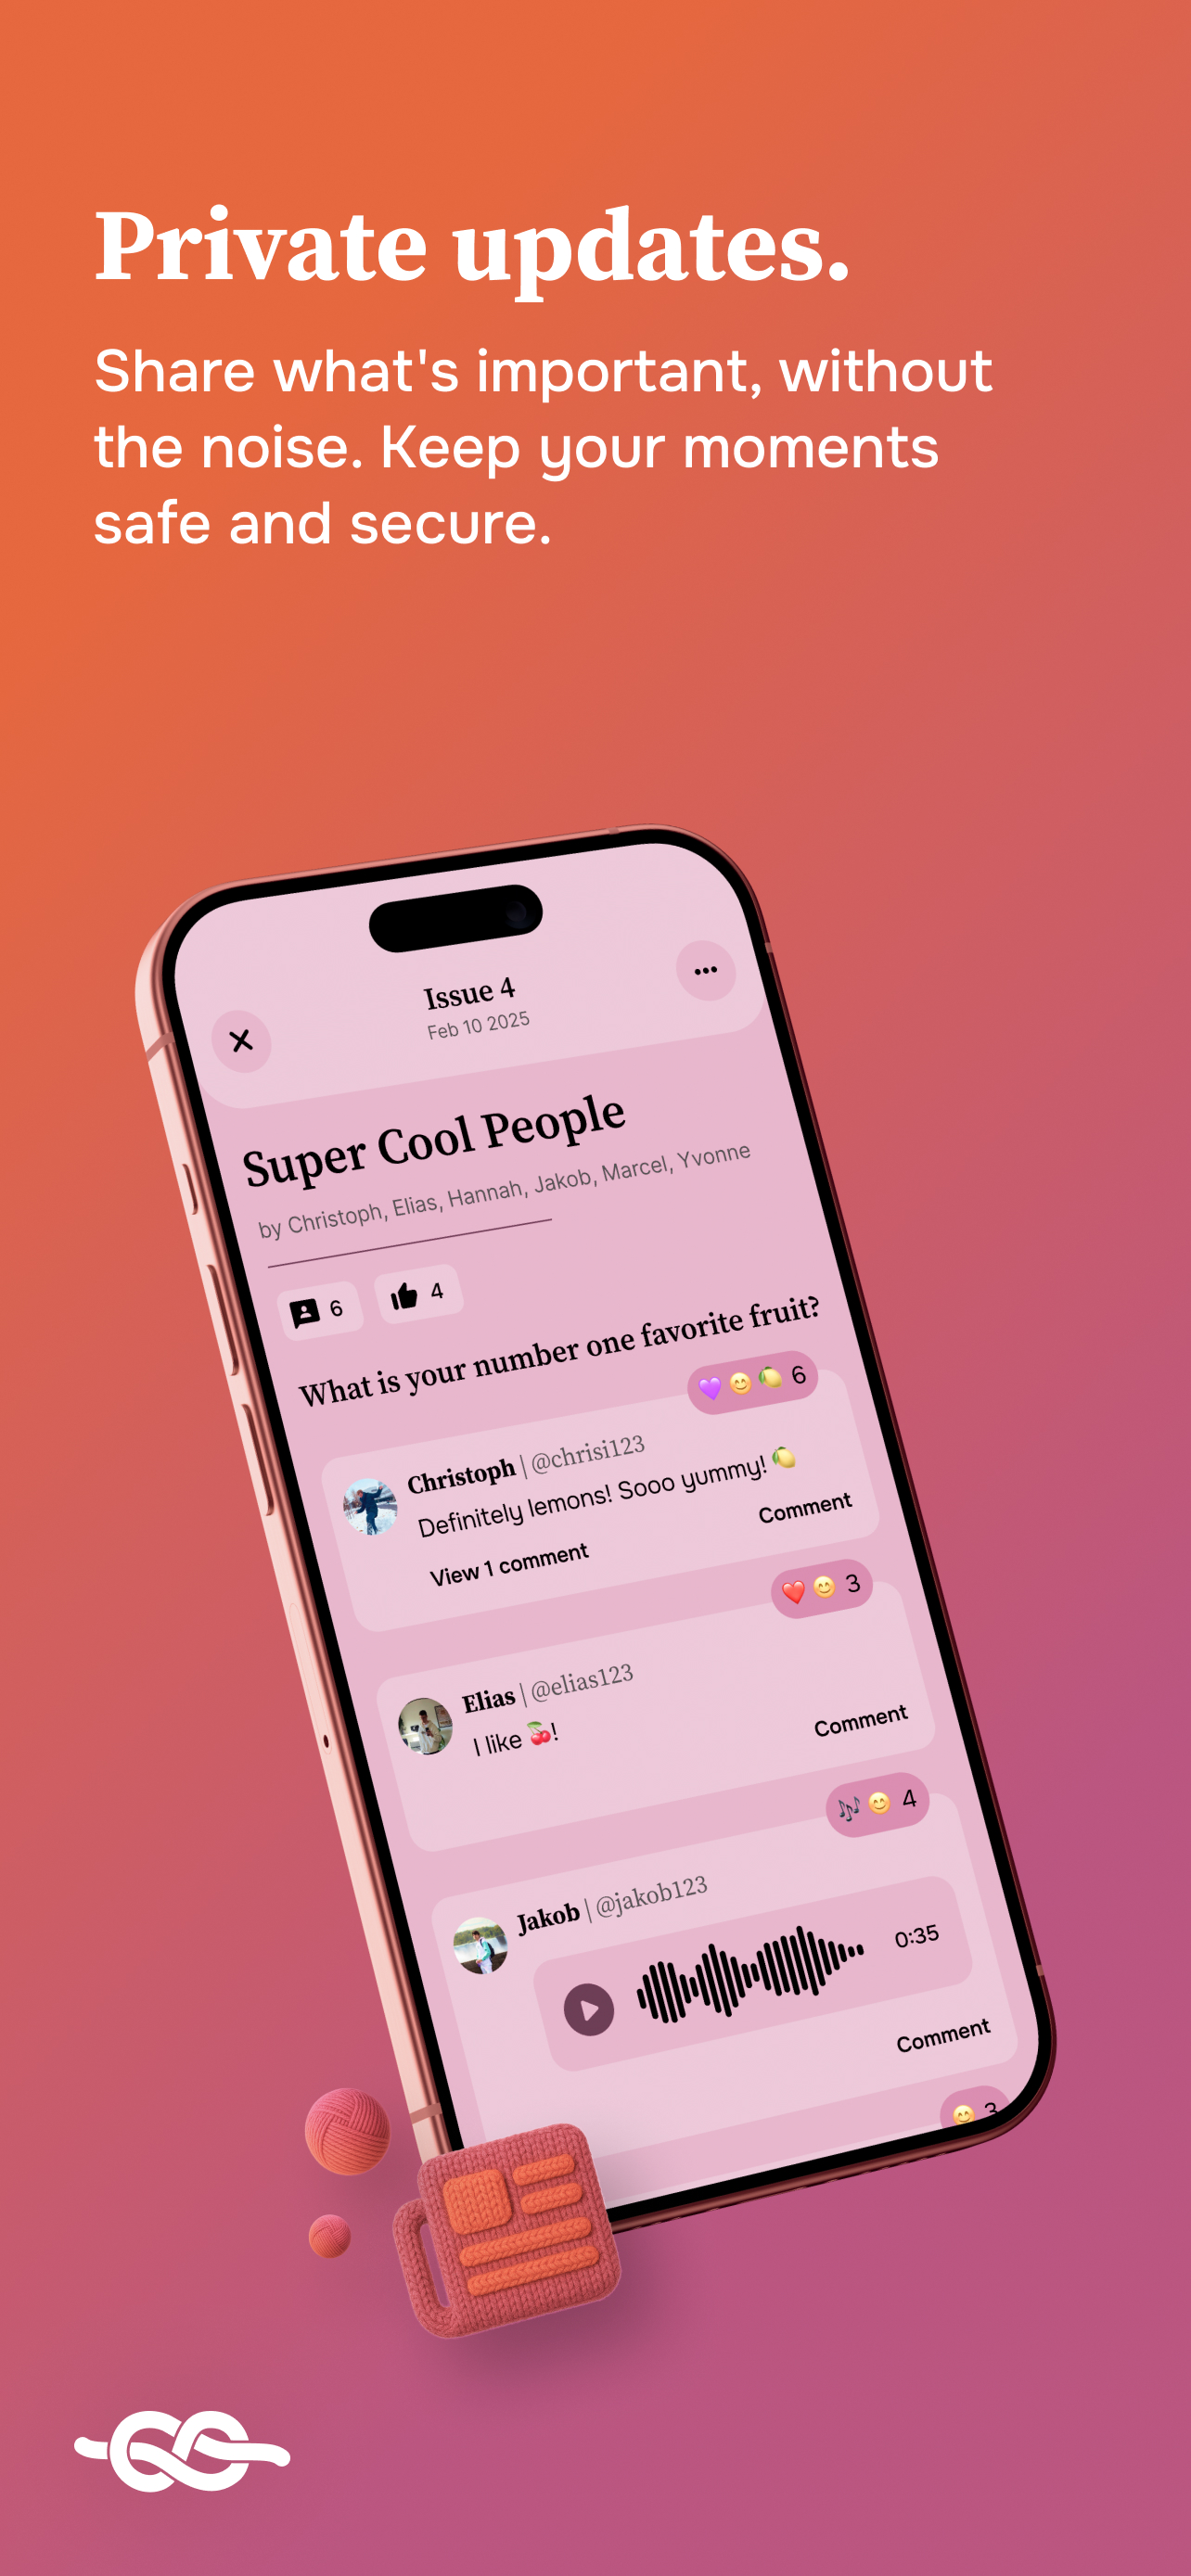 Private updates.
Share what's important, without
the noise. Keep your moments
safe and secure.
Issue 4
Feb 10 2025
Super Cool People
by Christoph, Elias, Hannah, Jakob, Marcel, Yvonne
6
4
What is your number one favorite fruit?
💜😊🍋 6
Christoph | @chrisi123
Definitely lemons! Sooo yummy! 🍋
Comment
View 1 comment
❤️😊 3
Elias | @elias123
I like 🍒!
Comment
🎶😊 4
Jakob | @jakob123
0:35
Comment
😊 3